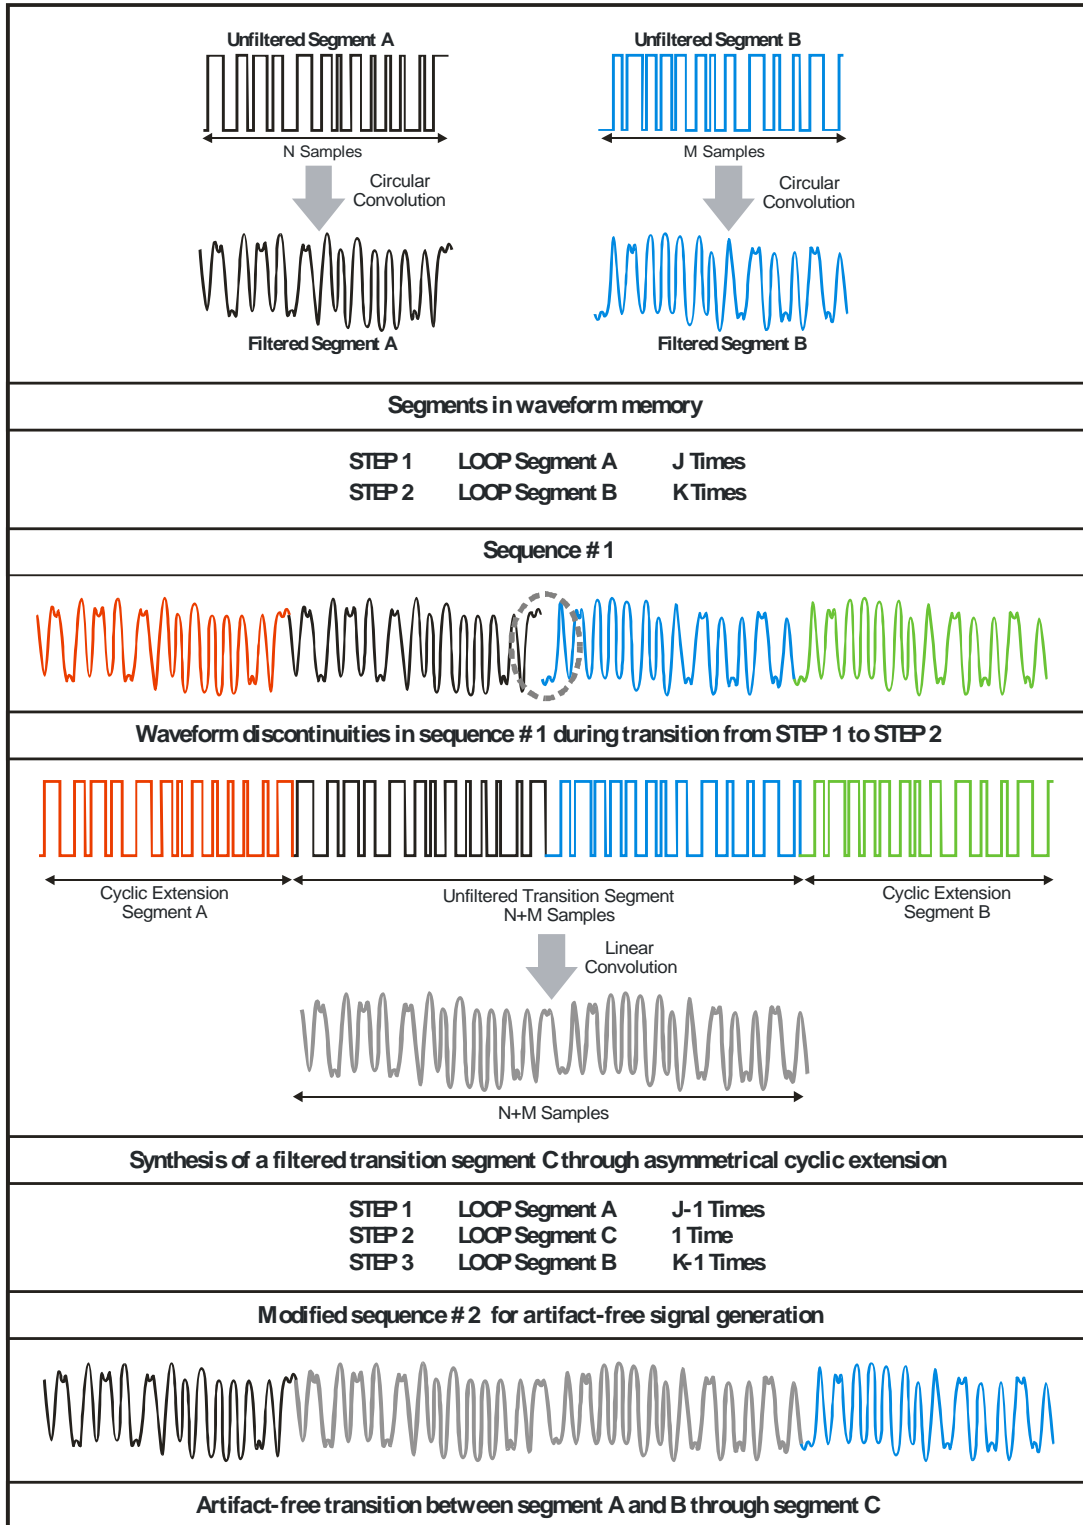 Unfiltered Segment A
Unfiltered Segment B
N Samples
M Samples
Circular
Convolution
Circular
Convolution
Filtered Segment A
Filtered Segment B
Segments in waveform memory
STEP 1 LOOP Segment A J Times
STEP 2 LOOP Segment B K Times
Sequence # 1
Waveform discontinuities in sequence # 1 during transition from STEP 1 to STEP 2
Cyclic Extension
Segment A
Unfiltered Transition Segment
N+M Samples
Cyclic Extension
Segment B
Linear
Convolution
N+M Samples
Synthesis of a filtered transition segment C through asymmetrical cyclic extension
STEP 1 LOOP Segment A J-1 Times
STEP 2 LOOP Segment C 1 Time
STEP 3 LOOP Segment B K-1 Times
Modified sequence # 2 for artifact-free signal generation
Artifact-free transition between segment A and B through segment C